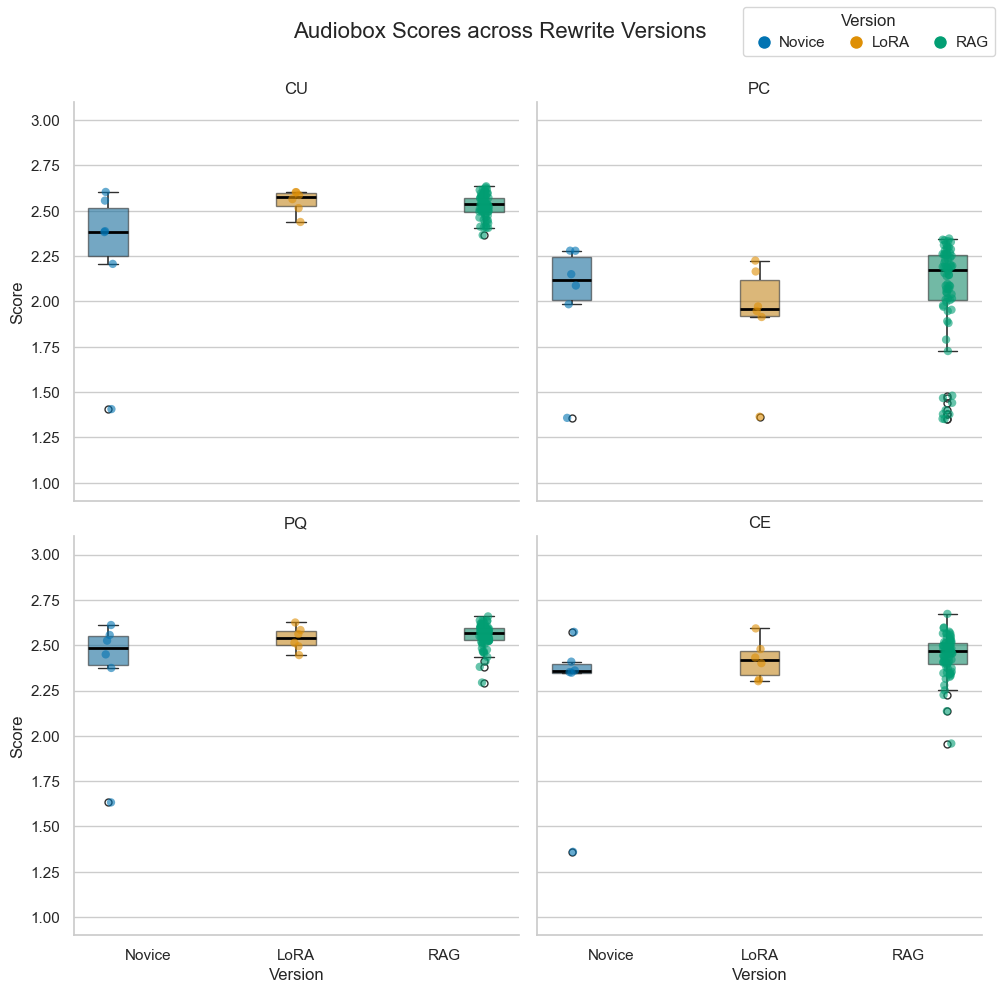 Audiobox Scores across Rewrite Versions
Version
Novice LoRA RAG
CU
PC
3.00
2.75
2.50
2.25
2.00
1.75
1.50
1.25
1.00
Score
PQ
CE
3.00
2.75
2.50
2.25
2.00
1.75
1.50
1.25
1.00
Score
Novice LoRA RAG
Novice LoRA RAG
Version
Version